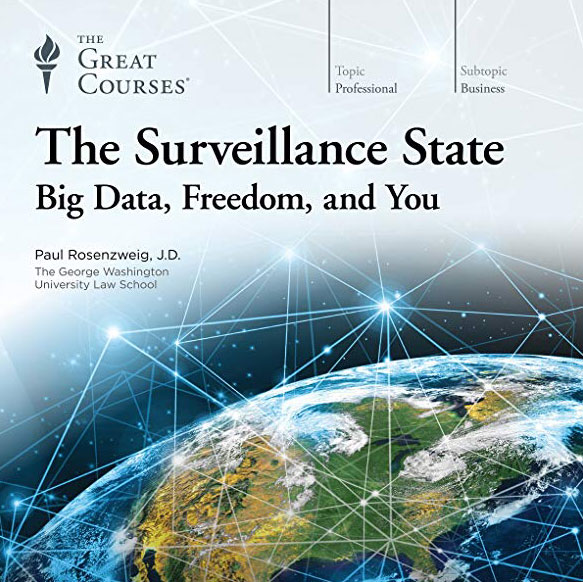 THE
GREAT
COURSES®
Topic
Professional
Subtopic
Business
The Surveillance State
Big Data, Freedom, and You
Paul Rosenzweig, J.D.
The George Washington
University Law School